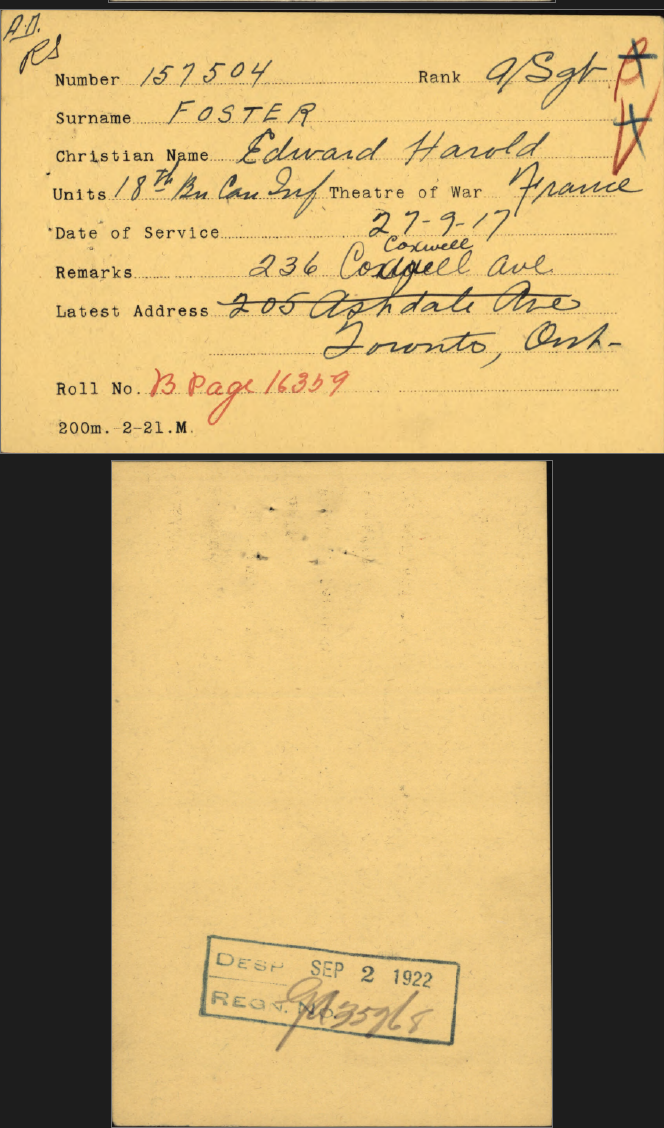 A.D.
RS
Number 157504 Rank A/Sgt B
Surname FOSTER V
Christian Name Edward Harold
Units 18th Bn Can Inf Theatre of War France
Date of Service 27-9-17
Coxwell
Remarks 236 Coxwell Ave
Latest Address 205 Ashdale Ave
Toronto, Ont-
Roll No. B Page 16359
200m.-2-21.M.
DESP SEP 2 1922
REGN. No.